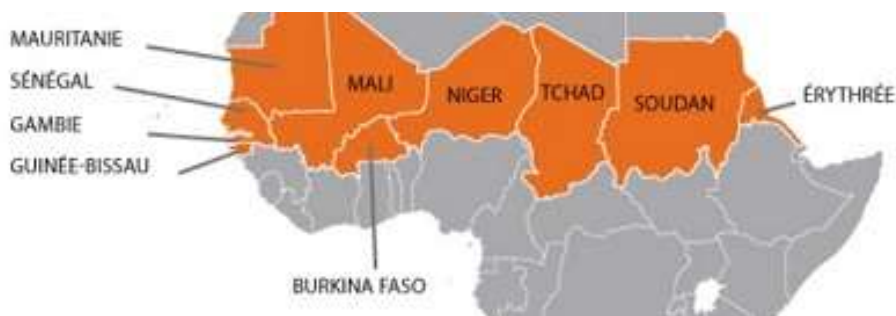 MAURITANIE
SÉNÉGAL
GAMBIE
GUINÉE-BISSAU
MALI
NIGER
TCHAD
SOUDAN
ÉRYTHRÉE
BURKINA FASO